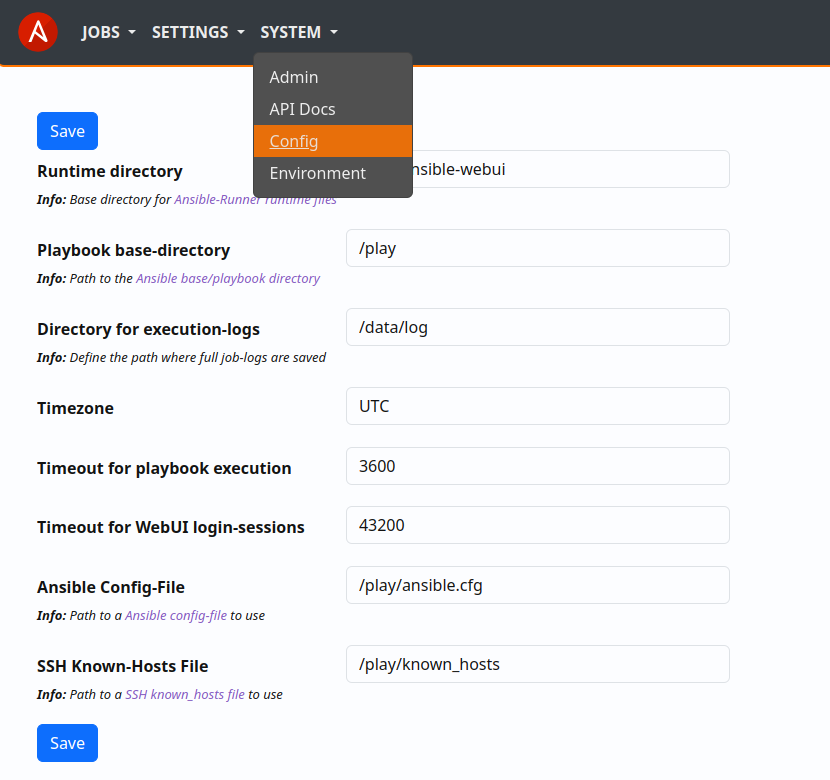 JOBS SETTINGS SYSTEM
Admin
API Docs
Config
Environment
Save
Runtime directory
nsible-webui
Info: Base directory for Ansible-Runner runtime files
Playbook base-directory
/play
Info: Path to the Ansible base/playbook directory
Directory for execution-logs
/data/log
Info: Define the path where full job-logs are saved
Timezone
UTC
Timeout for playbook execution
3600
Timeout for WebUI login-sessions
43200
Ansible Config-File
/play/ansible.cfg
Info: Path to a Ansible config-file to use
SSH Known-Hosts File
/play/known_hosts
Info: Path to a SSH known_hosts file to use
Save